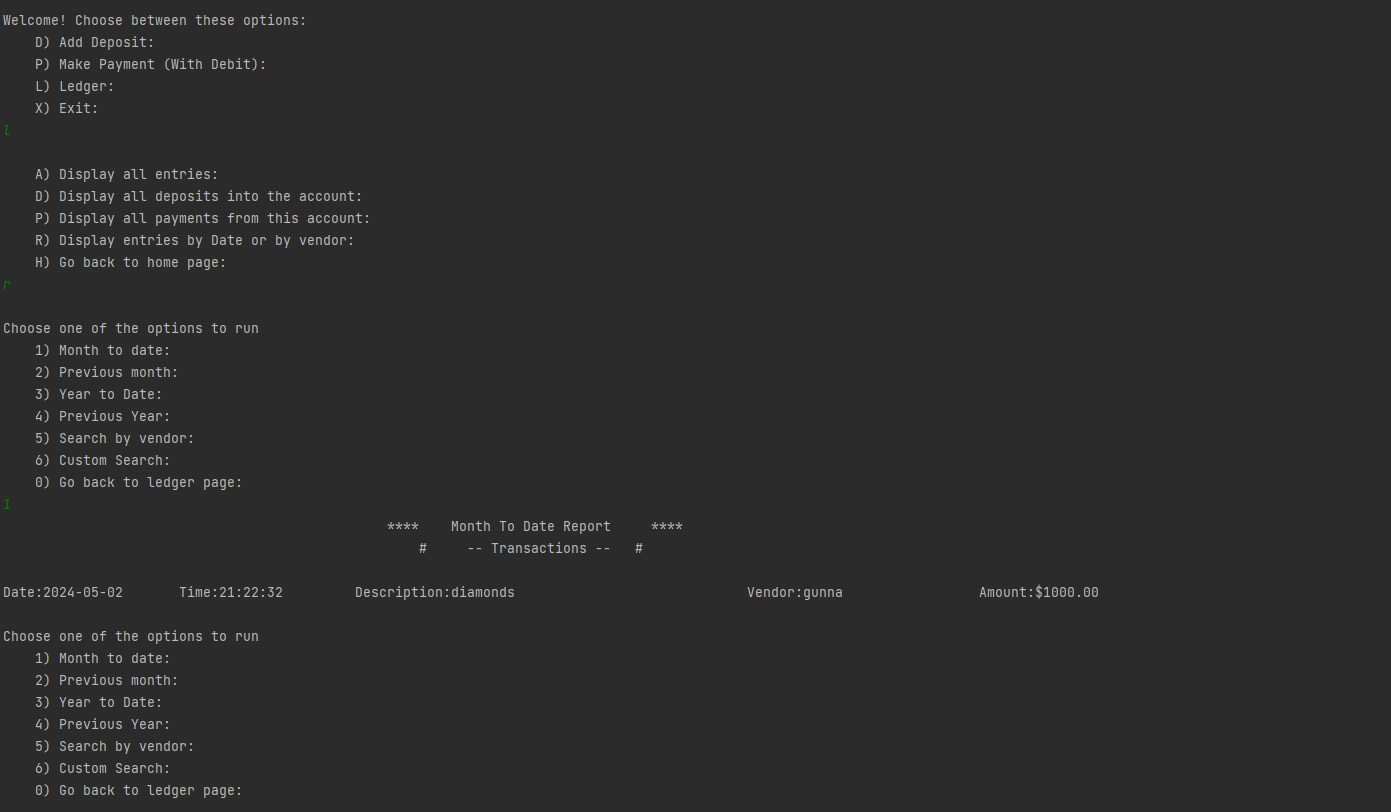 Welcome! Choose between these options:
D) Add Deposit:
P) Make Payment (With Debit):
L) Ledger:
X) Exit:
l
A) Display all entries:
D) Display all deposits into the account:
P) Display all payments from this account:
R) Display entries by Date or by vendor:
H) Go back to home page:
r
Choose one of the options to run
1) Month to date:
2) Previous month:
3) Year to Date:
4) Previous Year:
5) Search by vendor:
6) Custom Search:
0) Go back to ledger page:
1
**** Month To Date Report ****
# -- Transactions -- #
Date:2024-05-02 Time:21:22:32 Description:diamonds Vendor:gunna Amount:$1000.00
Choose one of the options to run
1) Month to date:
2) Previous month:
3) Year to Date:
4) Previous Year:
5) Search by vendor:
6) Custom Search:
0) Go back to ledger page: